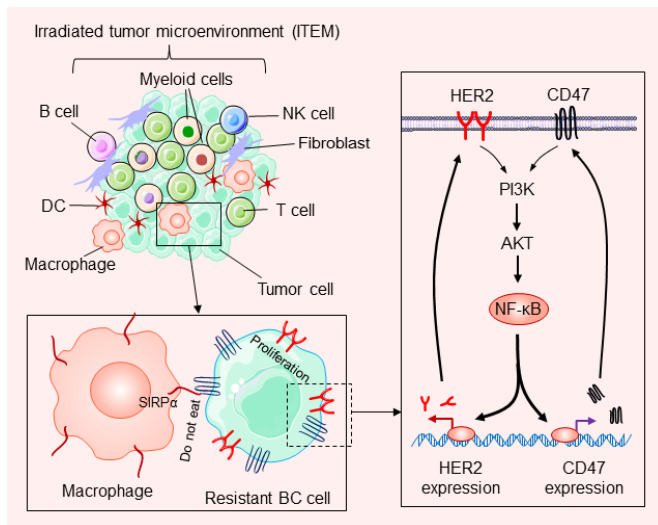 Irradiated tumor microenvironment (ITEM)
Myeloid cells
B cell
NK cell
Fibroblast
DC
T cell
Macrophage
Tumor cell
SIRPα
Do not eat
Proliferation
Macrophage
Resistant BC cell
HER2
CD47
PI3K
AKT
NF-κB
HER2
expression
CD47
expression